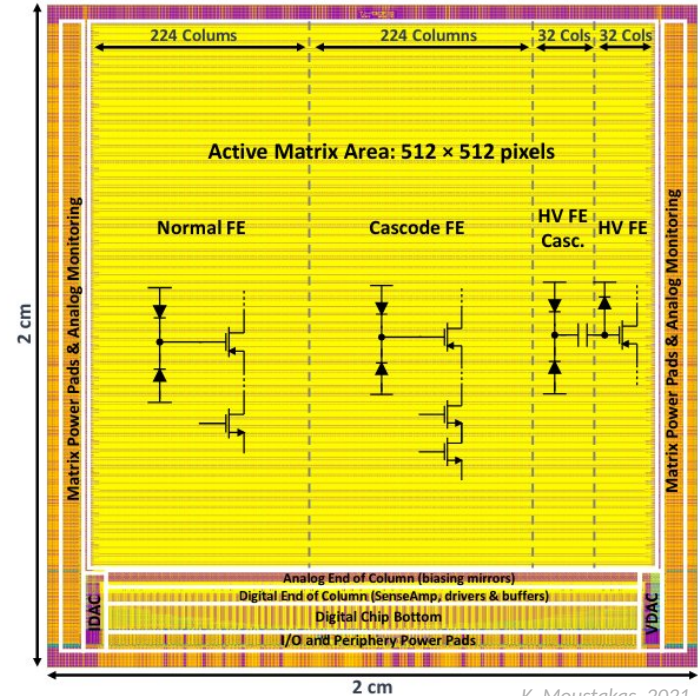 224 Colums
224 Columns
32 Cols
32 Cols
Active Matrix Area: 512 × 512 pixels
Normal FE
Cascode FE
HV FE
Casc.
HV FE
Matrix Power Pads & Analog Monitoring
Matrix Power Pads & Analog Monitoring
2 cm
Analog End of Column (biasing mirrors)
Digital End of Column (SenseAmp, drivers & buffers)
IDAC
VDAC
Digital Chip Bottom
I/O and Periphery Power Pads
2 cm
K. Moustakas, 2021